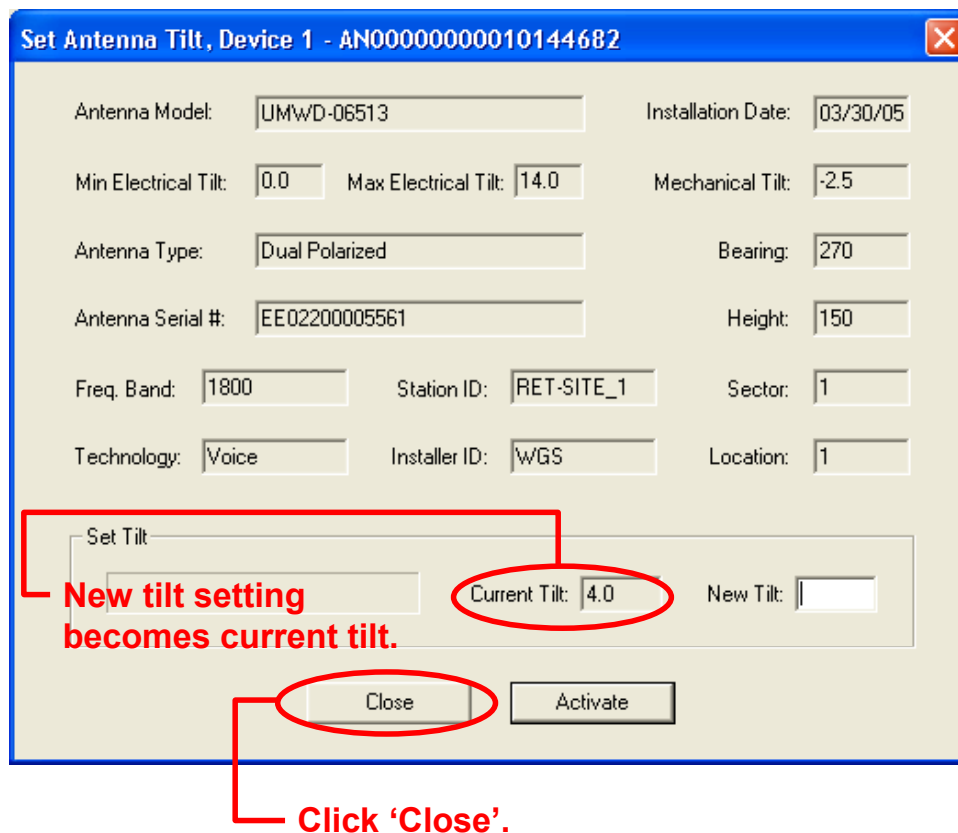 Set Antenna Tilt, Device 1 - AN00000000010144682
Antenna Model: UMWD-06513 Installation Date: 03/30/05
Min Electrical Tilt: 0.0 Max Electrical Tilt: 14.0 Mechanical Tilt: -2.5
Antenna Type: Dual Polarized Bearing: 270
Antenna Serial #: EE02200005561 Height: 150
Freq. Band: 1800 Station ID: RET-SITE_1 Sector: 1
Technology: Voice Installer ID: WGS Location: 1
Set Tilt
New tilt setting
becomes current tilt.
Current Tilt: 4.0 New Tilt:
Close Activate
Click ‘Close’.